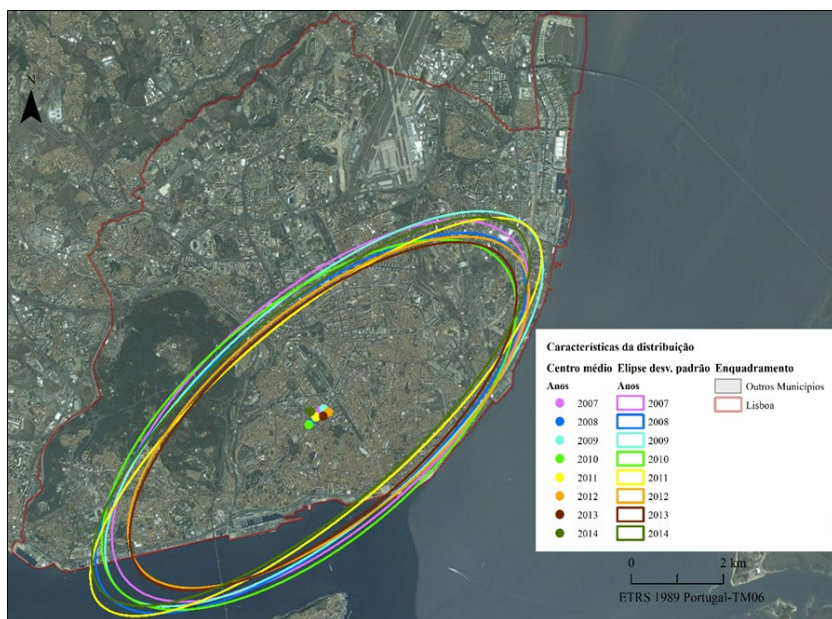 N
Características da distribuição
Centro médio Elipse desv. padrão Enquadramento
Anos Anos Outros Municípios
2007 2007 Lisboa
2008 2008
2009 2009
2010 2010
2011 2011
2012 2012
2013 2013
2014 2014
0 2 km
ETRS 1989 Portugal-TM06